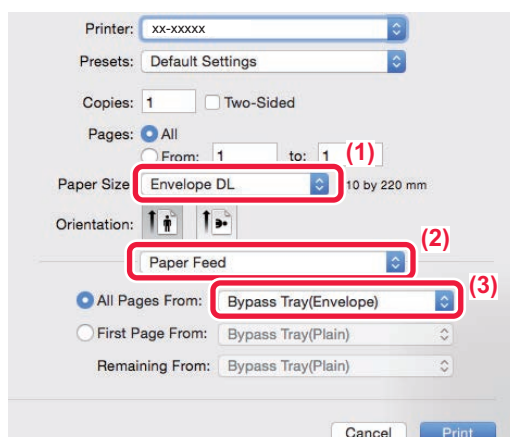 Printer: xx-xxxxx
Presets: Default Settings
Copies: 1 Two-Sided
Pages: All
From: 1 to: 1 (1)
Paper Size Envelope DL 10 by 220 mm
Orientation:
(2)
Paper Feed
(3)
All Pages From: Bypass Tray(Envelope)
First Page From: Bypass Tray(Plain)
Remaining From: Bypass Tray(Plain)
Cancel Print